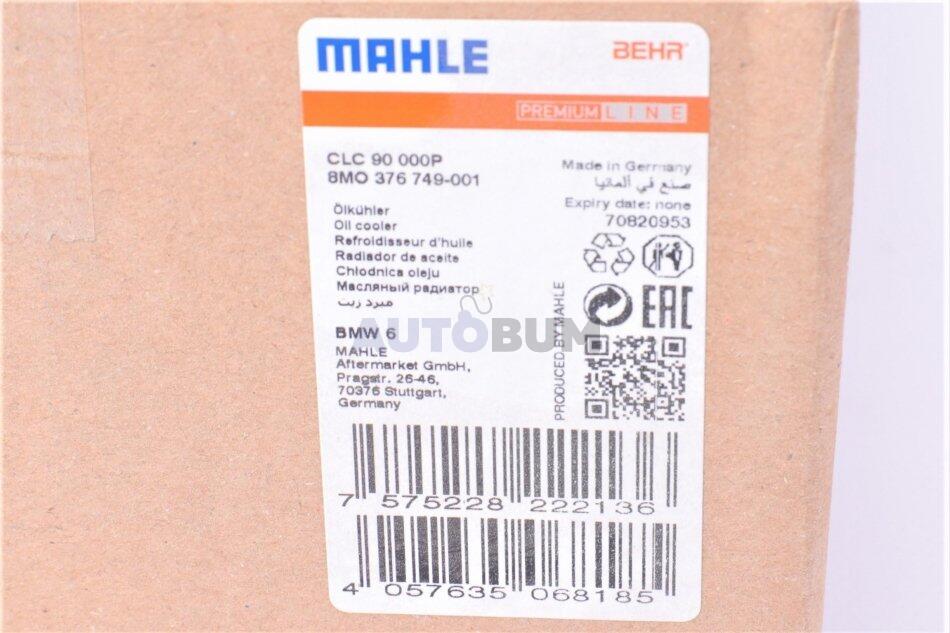 MAHLE
BEHR®
PREMIUM LINE
CLC 90 000P
8MO 376 749-001
Ölkühler
Oil cooler
Refroidisseur d'huile
Radiador de aceite
Chłodnica oleju
Масляный радиатор
مبرد زيت
BMW 6
MAHLE
Aftermarket GmbH,
Pragstr. 26-46,
70376 Stuttgart,
Germany
Made in Germany
صنع في ألمانيا
Expiry date: none
70820953
EAC
PRODUCED BY MAHLE
AUTOBUM
7 575228 222136
4 057635 068185